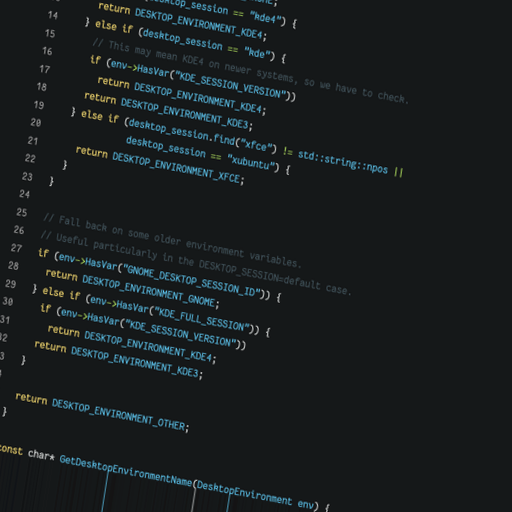 14 return DESKTOP_ENVIRONMENT_KDE4;
15 } else if (desktop_session == "kde") {
16 // This may mean KDE4 on newer systems, so we have to check.
17 if (env->HasVar("KDE_SESSION_VERSION"))
18 return DESKTOP_ENVIRONMENT_KDE4;
19 return DESKTOP_ENVIRONMENT_KDE3;
20 } else if (desktop_session.find("xfce") != std::string::npos ||
21 desktop_session == "xubuntu") {
22 return DESKTOP_ENVIRONMENT_XFCE;
23 }
24 }
25
26 // Fall back on some older environment variables.
27 // Useful particularly in the DESKTOP_SESSION=default case.
28 if (env->HasVar("GNOME_DESKTOP_SESSION_ID")) {
29 return DESKTOP_ENVIRONMENT_GNOME;
30 } else if (env->HasVar("KDE_FULL_SESSION")) {
31 if (env->HasVar("KDE_SESSION_VERSION"))
return DESKTOP_ENVIRONMENT_KDE4;
return DESKTOP_ENVIRONMENT_KDE3;
}
return DESKTOP_ENVIRONMENT_OTHER;
}
char* GetDesktopEnvironmentName(DesktopEnvironment env) {